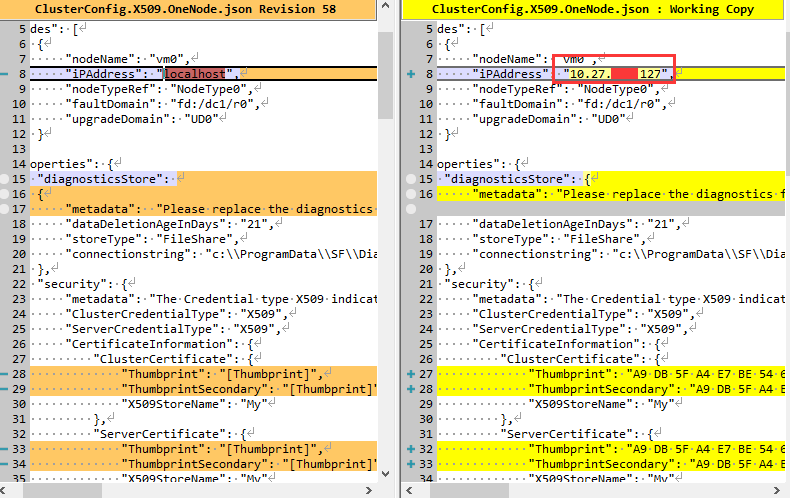 ClusterConfig.X509.OneNode.json Revision 58
5 des": [
6 {
7 "nodeName": "vm0",
8 "iPAddress": "localhost",
9 "nodeTypeRef": "NodeType0",
10 "faultDomain": "fd:/dc1/r0",
11 "upgradeDomain": "UD0"
12 }
13
14 operties": {
15 "diagnosticsStore":
16 {
17 "metadata": "Please replace the diagnostics
18 "dataDeletionAgeInDays": "21",
19 "storeType": "FileShare",
20 "connectionstring": "c:\\ProgramData\\SF\\Dia
21 },
22 "security": {
23 "metadata": "The Credential type X509 indicat
24 "ClusterCredentialType": "X509",
25 "ServerCredentialType": "X509",
26 "CertificateInformation": {
27 "ClusterCertificate": {
28 "Thumbprint": "[Thumbprint]",
29 "ThumbprintSecondary": "[Thumbprint]"
30 "X509StoreName": "My"
31 },
32 "ServerCertificate": {
33 "Thumbprint": "[Thumbprint]",
34 "ThumbprintSecondary": "[Thumbprint]"
35 "X509StoreName": "My"
ClusterConfig.X509.OneNode.json : Working Copy
5 des": [
6 {
7 "nodeName": "vm0",
8 "iPAddress": "10.27. 127",
9 "nodeTypeRef": "NodeType0",
10 "faultDomain": "fd:/dc1/r0",
11 "upgradeDomain": "UD0"
12 }
13
14 operties": {
15 "diagnosticsStore": {
16 "metadata": "Please replace the diagnostics f
17 "dataDeletionAgeInDays": "21",
18 "storeType": "FileShare",
19 "connectionstring": "c:\\ProgramData\\SF\\Dia
20 },
21 "security": {
22 "metadata": "The Credential type X509 indicat
23 "ClusterCredentialType": "X509",
24 "ServerCredentialType": "X509",
25 "CertificateInformation": {
26 "ClusterCertificate": {
27 "Thumbprint": "A9 DB 5F A4 E7 BE 54 6
28 "ThumbprintSecondary": "A9 DB 5F A4 E
29 "X509StoreName": "My"
30 },
31 "ServerCertificate": {
32 "Thumbprint": "A9 DB 5F A4 E7 BE 54 6
33 "ThumbprintSecondary": "A9 DB 5F A4 E
34 "X509StoreName": "My"